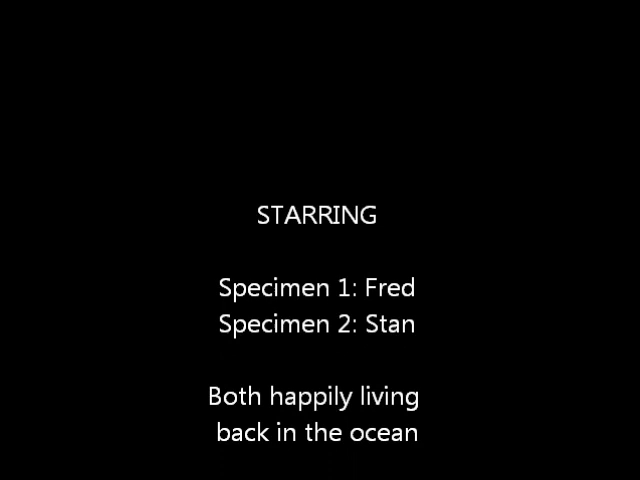 STARRING
Specimen 1: Fred
Specimen 2: Stan
Both happily living
back in the ocean